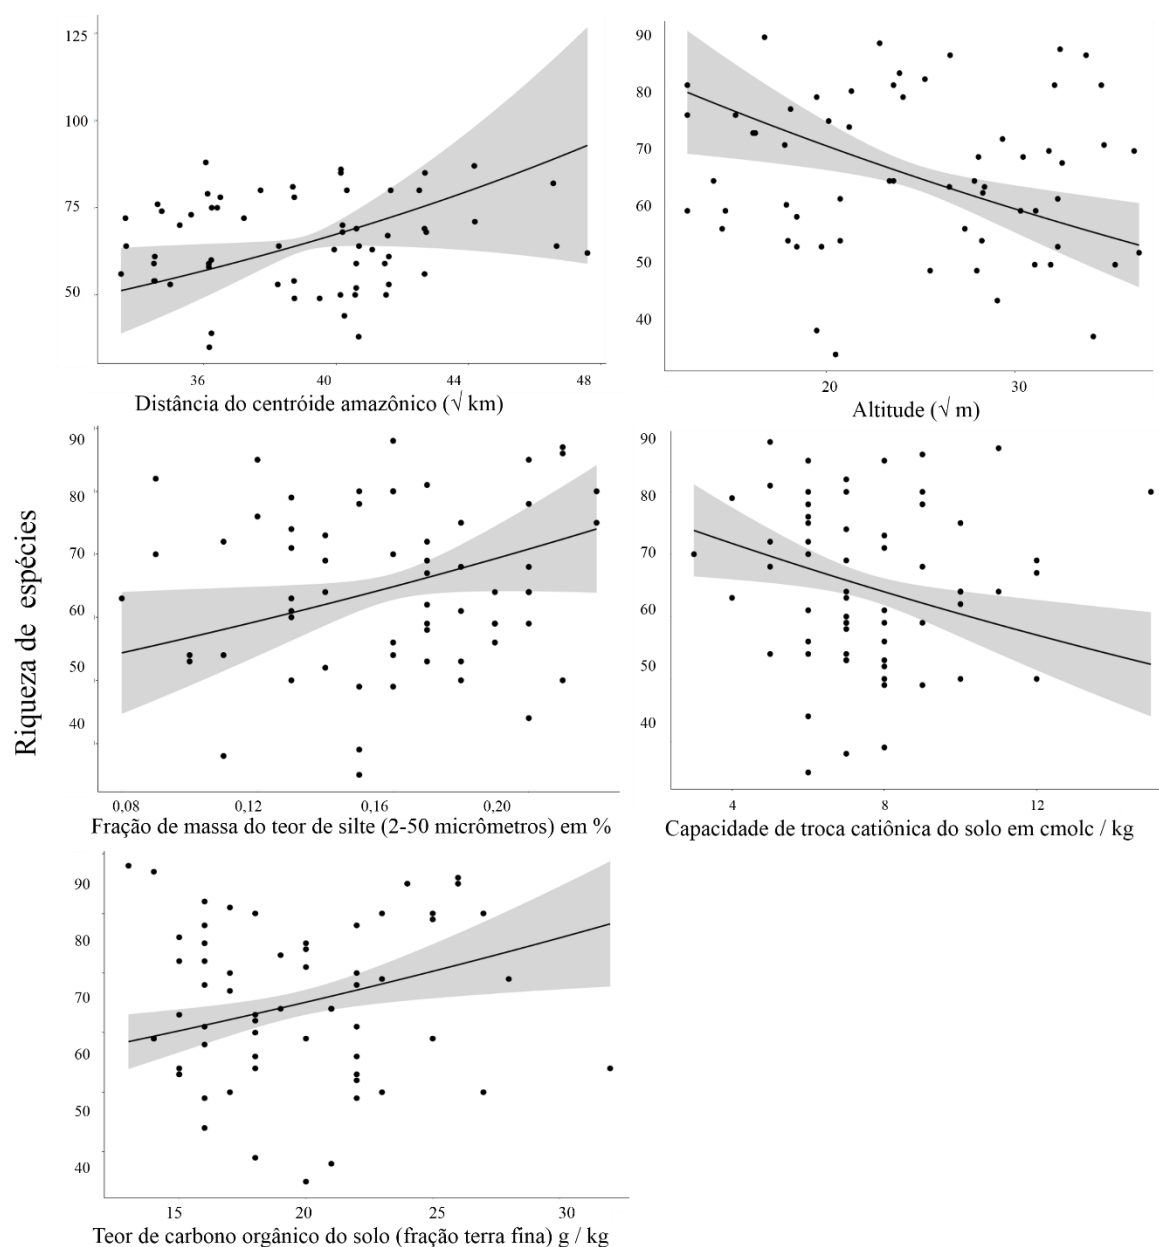 Riqueza de espécies
125
100
75
50
36 40 44 48
Distância do centróide amazônico (√ km)
90
80
70
60
50
40
20 30
Altitude (√ m)
90
80
70
60
50
40
0,08 0,12 0,16 0,20
Fração de massa do teor de silte (2-50 micrômetros) em %
90
80
70
60
50
40
4 8 12
Capacidade de troca catiônica do solo em cmolc / kg
90
80
70
60
50
40
15 20 25 30
Teor de carbono orgânico do solo (fração terra fina) g / kg